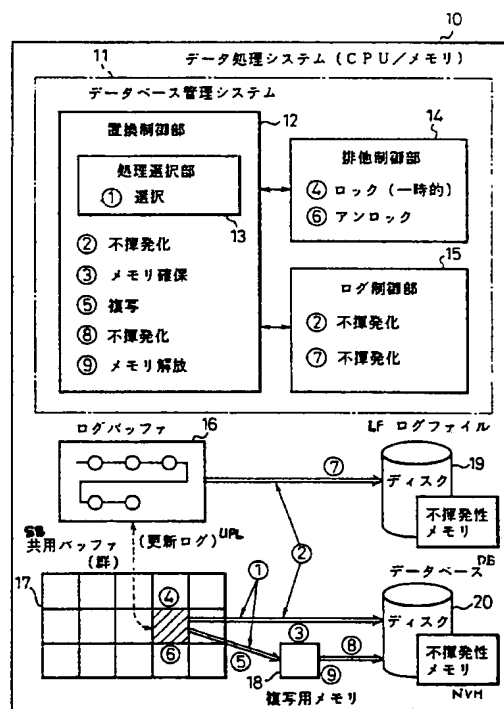 10
データ処理システム(CPU/メモリ)
11
データベース管理システム
12
置換制御部
処理選択部
① 選択
13
② 不揮発化
③ メモリ確保
⑤ 複写
⑧ 不揮発化
⑨ メモリ解放
14
排他制御部
④ ロック(一時的)
⑥ アンロック
15
ログ制御部
② 不揮発化
⑦ 不揮発化
ログバッファ
16
LF ログファイル
⑦
ディスク
19
不揮発性メモリ
②
SB
共用バッファ(群)
(更新ログ)UPL
①
DB
データベース
17
④
⑥
⑤
③
18
⑧
⑨
ディスク
20
不揮発性メモリ
複写用メモリ
NVM